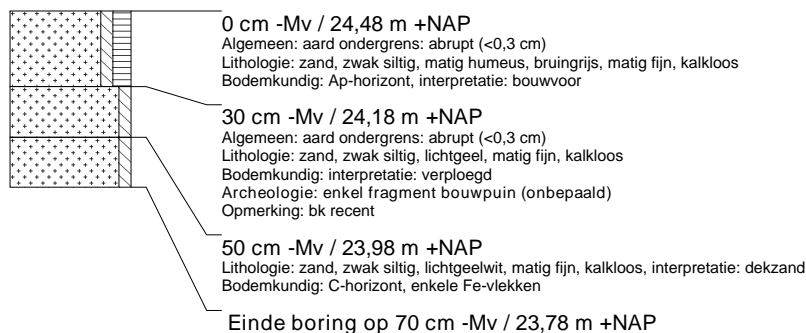 0 cm -Mv / 24,48 m +NAP
Algemeen: aard ondergrens: abrupt (<0,3 cm)
Lithologie: zand, zwak siltig, matig humeus, bruingrijs, matig fijn, kalkloos
Bodemkundig: Ap-horizont, interpretatie: bouwvoor
30 cm -Mv / 24,18 m +NAP
Algemeen: aard ondergrens: abrupt (<0,3 cm)
Lithologie: zand, zwak siltig, lichtgeel, matig fijn, kalkloos
Bodemkundig: interpretatie: verploegd
Archeologie: enkel fragment bouwpuin (onbepaald)
Opmerking: bk recent
50 cm -Mv / 23,98 m +NAP
Lithologie: zand, zwak siltig, lichtgeelwit, matig fijn, kalkloos, interpretatie: dekzand
Bodemkundig: C-horizont, enkele Fe-vlekken
Einde boring op 70 cm -Mv / 23,78 m +NAP